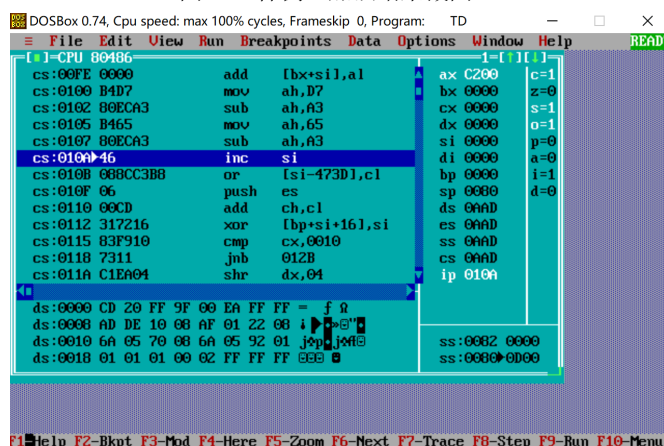 DOSBox 0.74, Cpu speed: max 100% cycles, Frameskip 0, Program: TD
≡ File Edit View Run Breakpoints Data Options Window Help READ
[■]=CPU 80486 1=[↑][↓]
cs:00FE 0000 add [bx+si],al ax C200 c=1
cs:0100 B4D7 mov ah,D7 bx 0000 z=0
cs:0102 80ECA3 sub ah,A3 cx 0000 s=1
cs:0105 B465 mov ah,65 dx 0000 o=1
cs:0107 80ECA3 sub ah,A3 si 0000 p=0
cs:010A►46 inc si di 0000 a=0
cs:010B 088CC3B8 or [si-473D],cl bp 0000 i=1
cs:010F 06 push es sp 0080 d=0
cs:0110 00CD add ch,cl ds 0AAD
cs:0112 317216 xor [bp+si+16],si es 0AAD
cs:0115 83F910 cmp cx,0010 ss 0AAD
cs:0118 7311 jnb 012B cs 0AAD
cs:011A C1EA04 shr dx,04 ip 010A
ds:0000 CD 20 FF 9F 00 EA FF FF = ƒ Ω
ds:0008 AD DE 10 08 AF 01 22 08
ds:0010 6A 05 70 08 6A 05 92 01 ss:0082 0000
ds:0018 01 01 01 00 02 FF FF FF ss:0080►0D00
F1-Help F2-Bkpt F3-Mod F4-Here F5-Zoom F6-Next F7-Trace F8-Step F9-Run F10-Menu